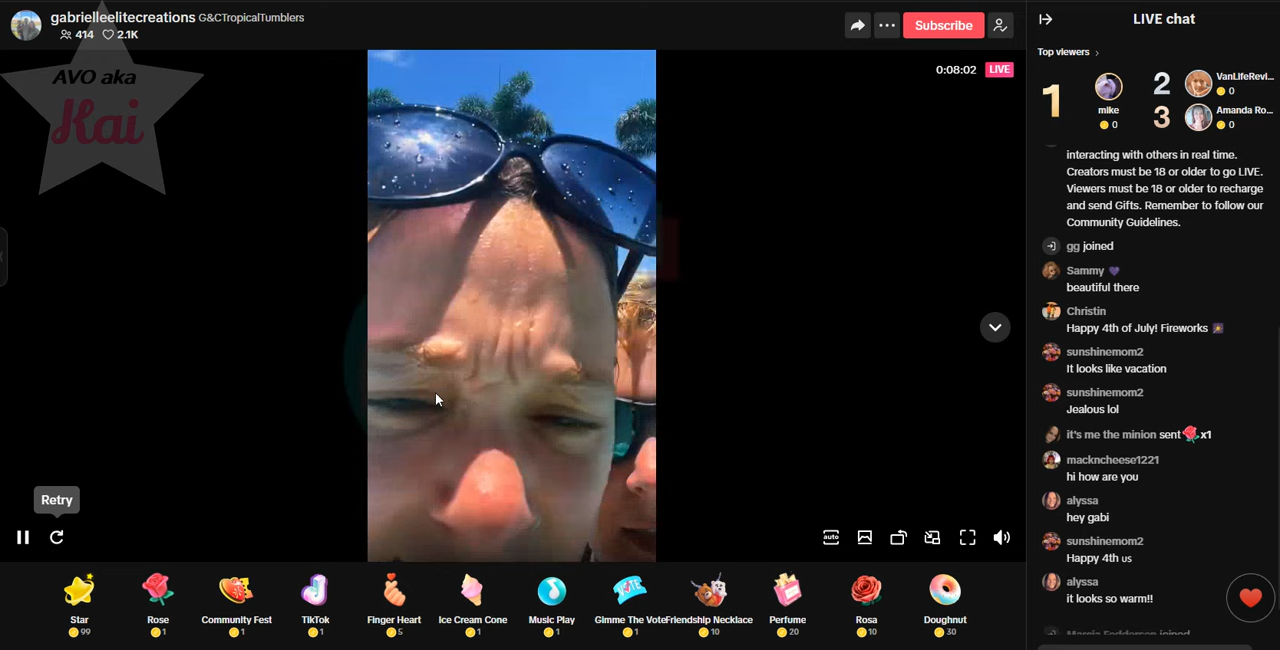 gabrielleelitecreations G&CTropicalTumblers
414 2.1K
Subscribe
AVO aka
Kai
0:08:02 LIVE
Retry
auto
Star
99
Rose
1
Community Fest
1
TikTok
1
Finger Heart
5
Ice Cream Cone
1
Music Play
1
Gimme The Vote
1
Friendship Necklace
10
Perfume
20
Rosa
10
Doughnut
30
LIVE chat
Top viewers
1
mike
0
2
VanLifeRevi...
0
3
Amanda Ro...
0
interacting with others in real time.
Creators must be 18 or older to go LIVE.
Viewers must be 18 or older to recharge
and send Gifts. Remember to follow our
Community Guidelines.
gg joined
Sammy 💜
beautiful there
Christin
Happy 4th of July! Fireworks 🎆
sunshinemom2
It looks like vacation
sunshinemom2
Jealous lol
it's me the minion sent x1
mackncheese1221
hi how are you
alyssa
hey gabi
sunshinemom2
Happy 4th us
alyssa
it looks so warm!!